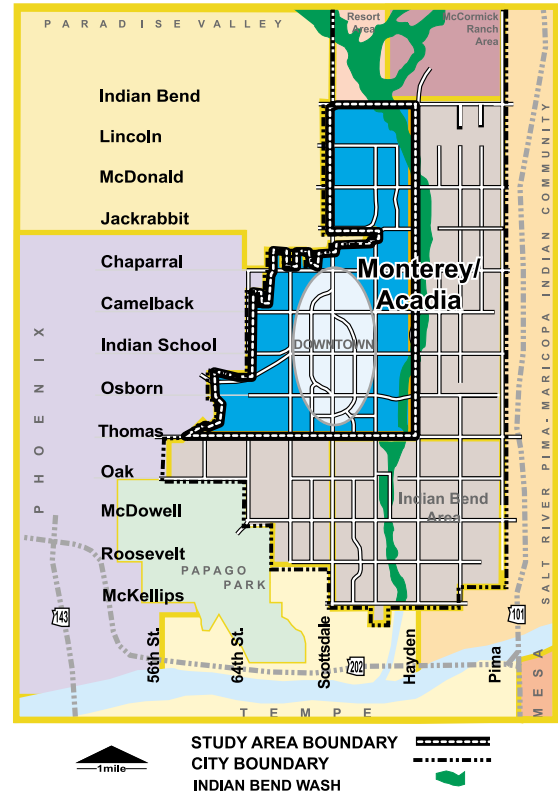 PARADISE VALLEY
Resort
Area
McCormick
Ranch
Area
Indian Bend
Lincoln
McDonald
Jackrabbit
Chaparral
Camelback
Indian School
Osborn
Thomas
Oak
McDowell
Roosevelt
McKellips
Monterey/
Acadia
DOWNTOWN
Indian Bend
Area
PHOENIX
PAPAGO
PARK
SALT RIVER PIMA-MARICOPA INDIAN COMMUNITY
MESA
143
202
101
56th St.
64th St.
Scottsdale
Hayden
Pima
TEMPE
1mile
STUDY AREA BOUNDARY
CITY BOUNDARY
INDIAN BEND WASH